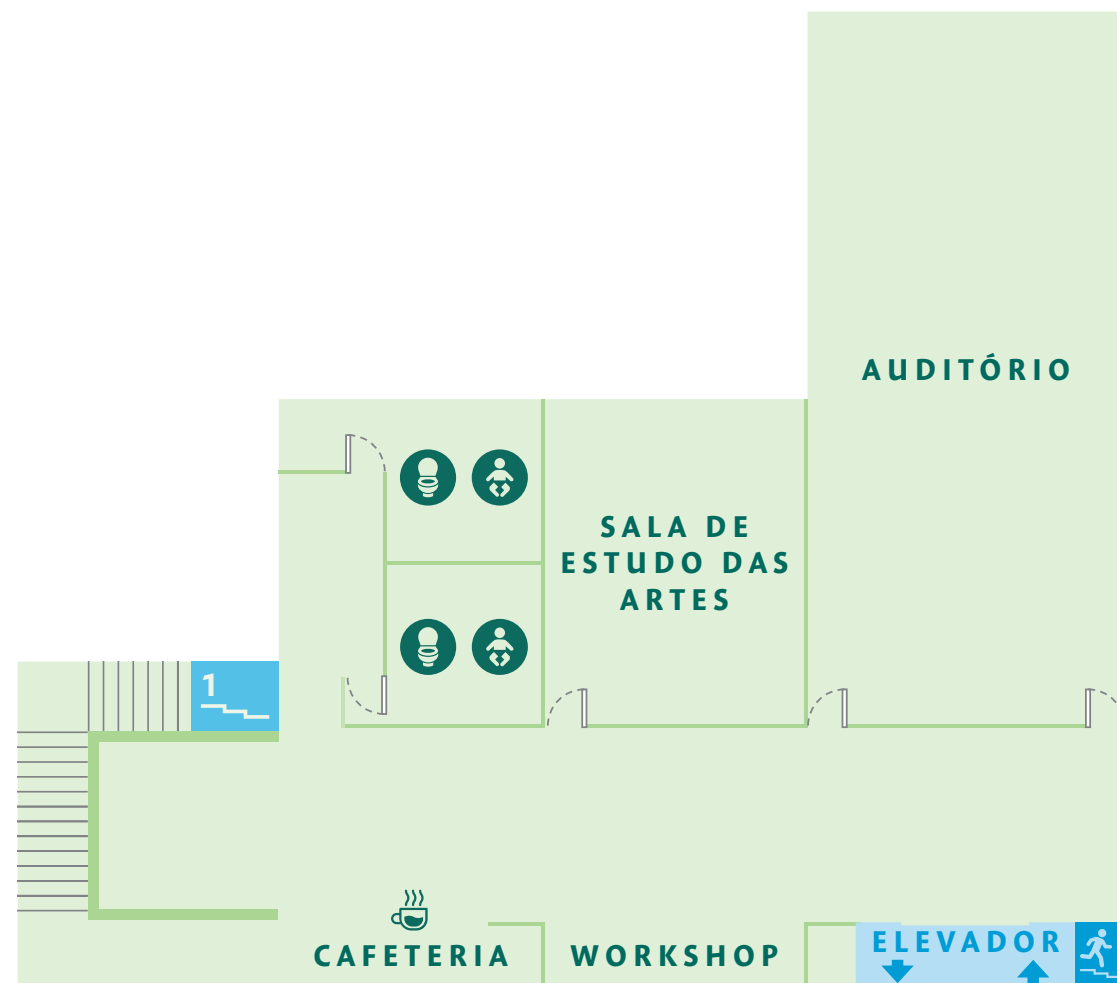 AUDITÓRIO
SALA DE
ESTUDO DAS
ARTES
1
CAFETERIA
WORKSHOP
ELEVADOR